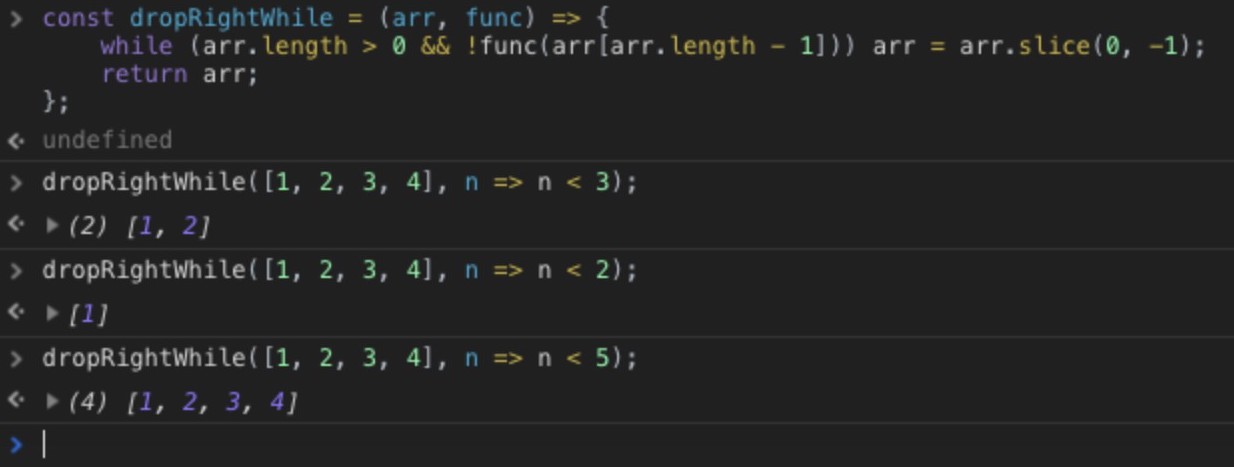 > const dropRightWhile = (arr, func) => {
while (arr.length > 0 && !func(arr[arr.length - 1])) arr = arr.slice(0, -1);
return arr;
};
undefined
> dropRightWhile([1, 2, 3, 4], n => n < 3);
(2) [1, 2]
> dropRightWhile([1, 2, 3, 4], n => n < 2);
[1]
> dropRightWhile([1, 2, 3, 4], n => n < 5);
(4) [1, 2, 3, 4]
>